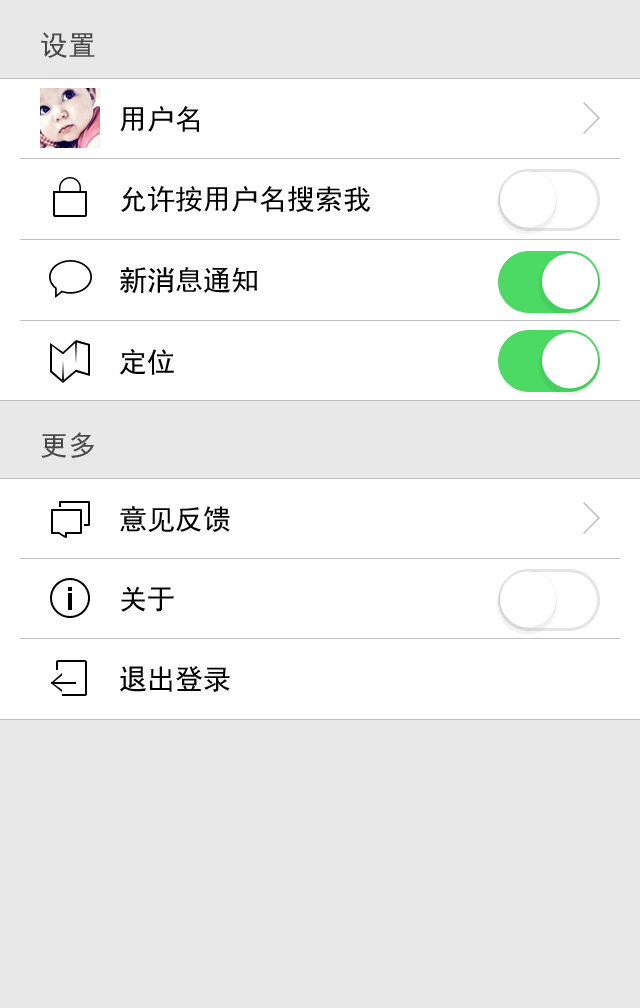 设置
用户名
允许按用户名搜索我
新消息通知
定位
更多
意见反馈
关于
退出登录